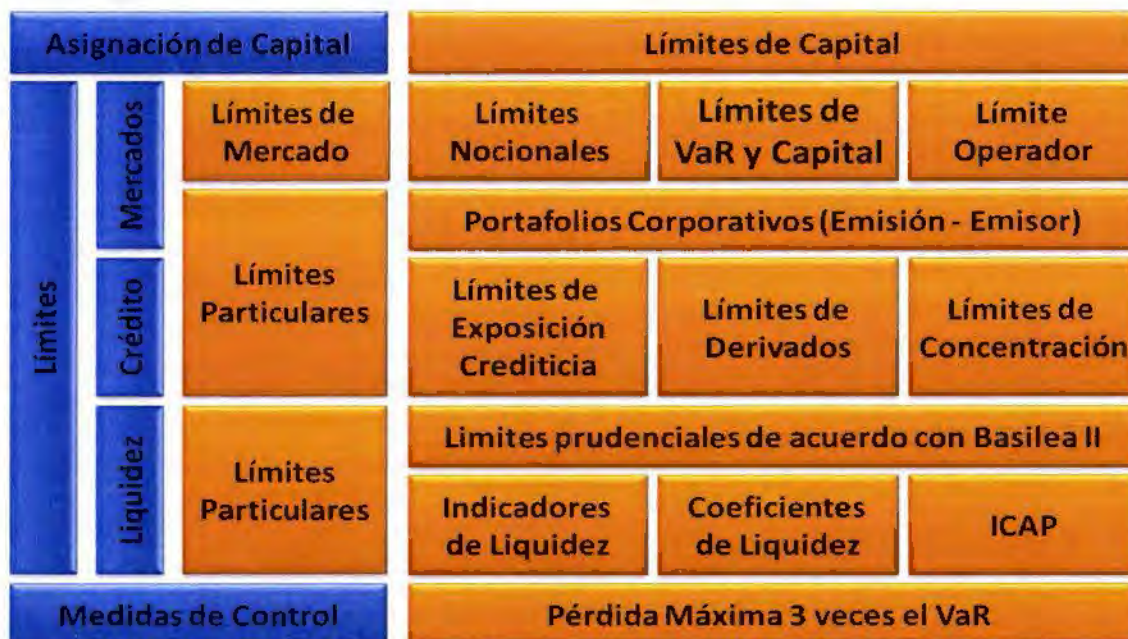 Asignación de Capital
Límites de Capital
Límites
Mercados
Límites de
Mercado
Límites
Nocionales
Límites de
VaR y Capital
Límite
Operador
Portafolios Corporativos (Emisión - Emisor)
Crédito
Límites
Particulares
Límites de
Exposición
Crediticia
Límites de
Derivados
Límites de
Concentración
Liquidez
Límites
Particulares
Limites prudenciales de acuerdo con Basilea II
Indicadores
de Liquidez
Coeficientes
de Liquidez
ICAP
Medidas de Control
Pérdida Máxima 3 veces el VaR